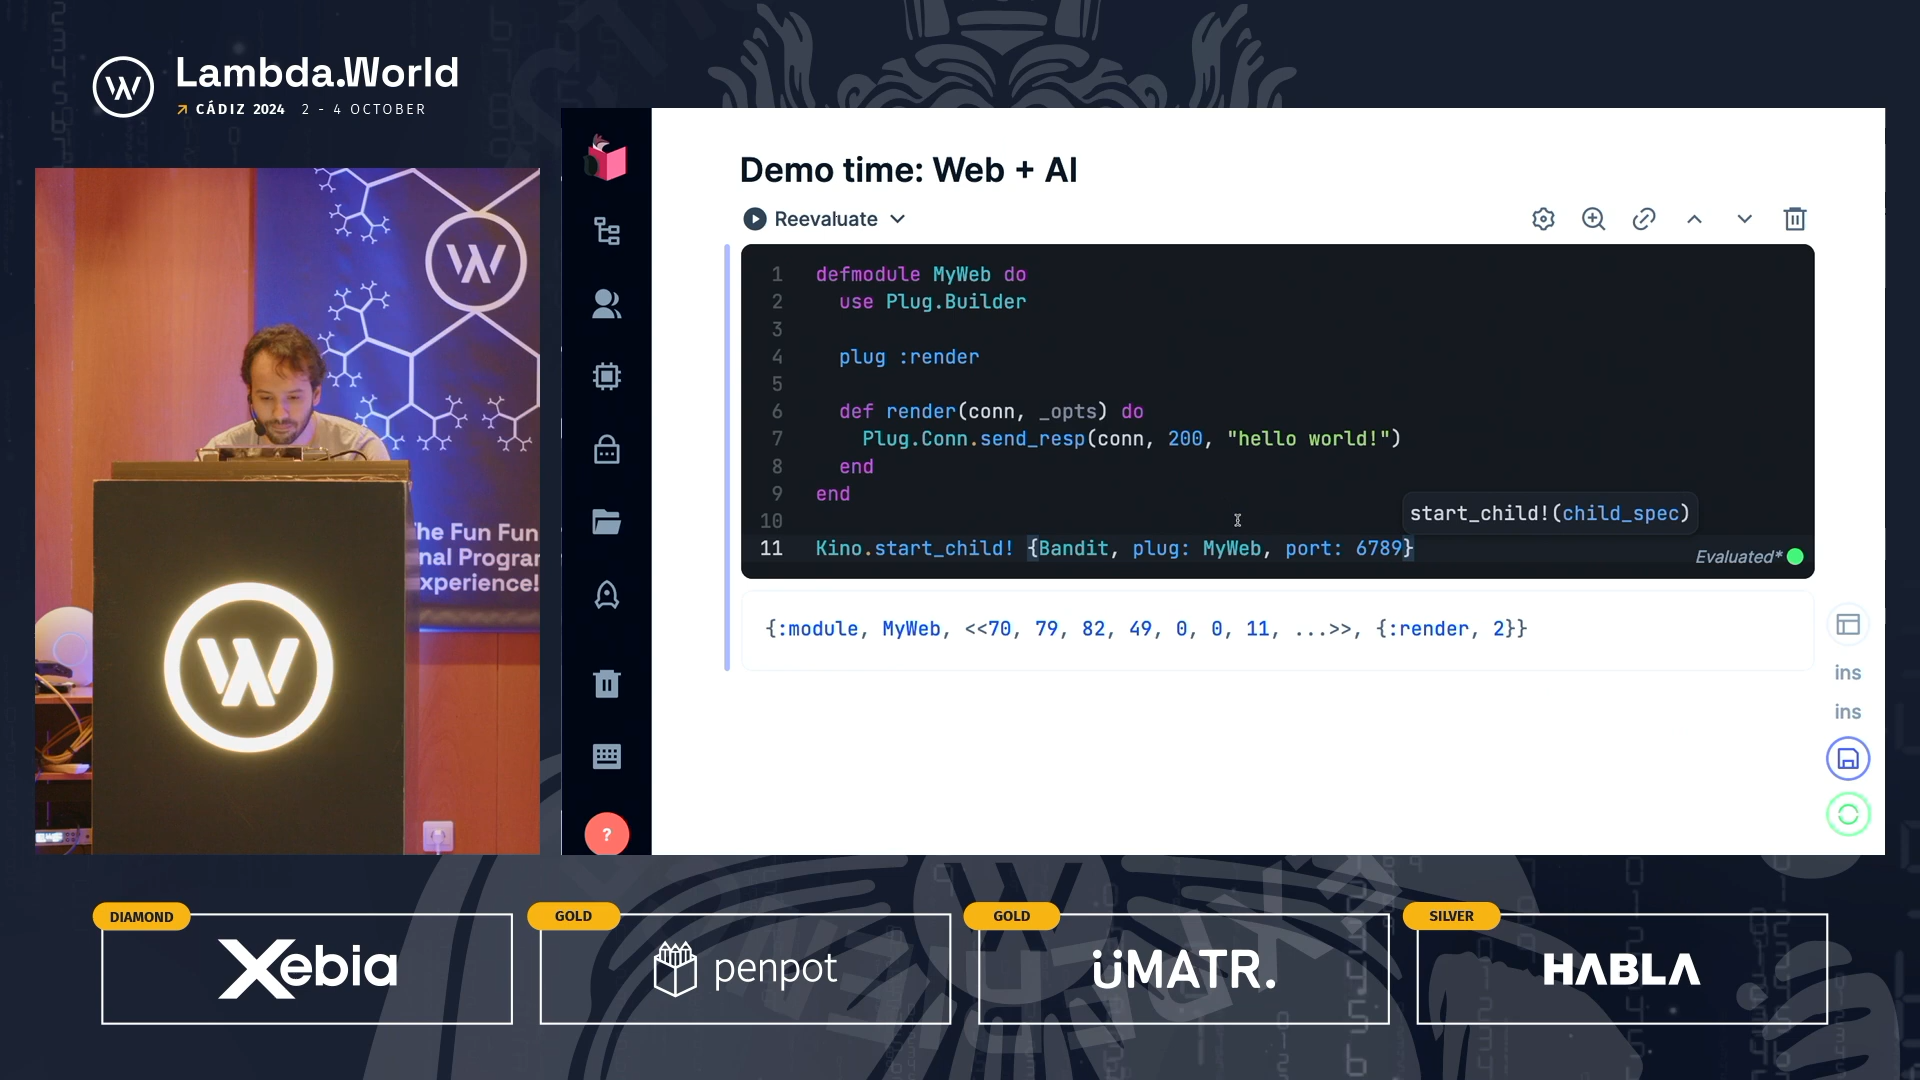 Lambda.World
CÁDIZ 2024 2 - 4 OCTOBER
he Fun Fun
nal Progran
xperience!
Demo time: Web + AI
Reevaluate
1 defmodule MyWeb do
2 use Plug.Builder
3
4 plug :render
5
6 def render(conn, _opts) do
7 Plug.Conn.send_resp(conn, 200, "hello world!")
8 end
9 end
10
start_child!(child_spec)
11 Kino.start_child! {Bandit, plug: MyWeb, port: 6789}
Evaluated*
{:module, MyWeb, <<70, 79, 82, 49, 0, 0, 11, ...>>, {:render, 2}}
ins
ins
?
DIAMOND
Xebia
GOLD
penpot
GOLD
üMATR.
SILVER
HABLA